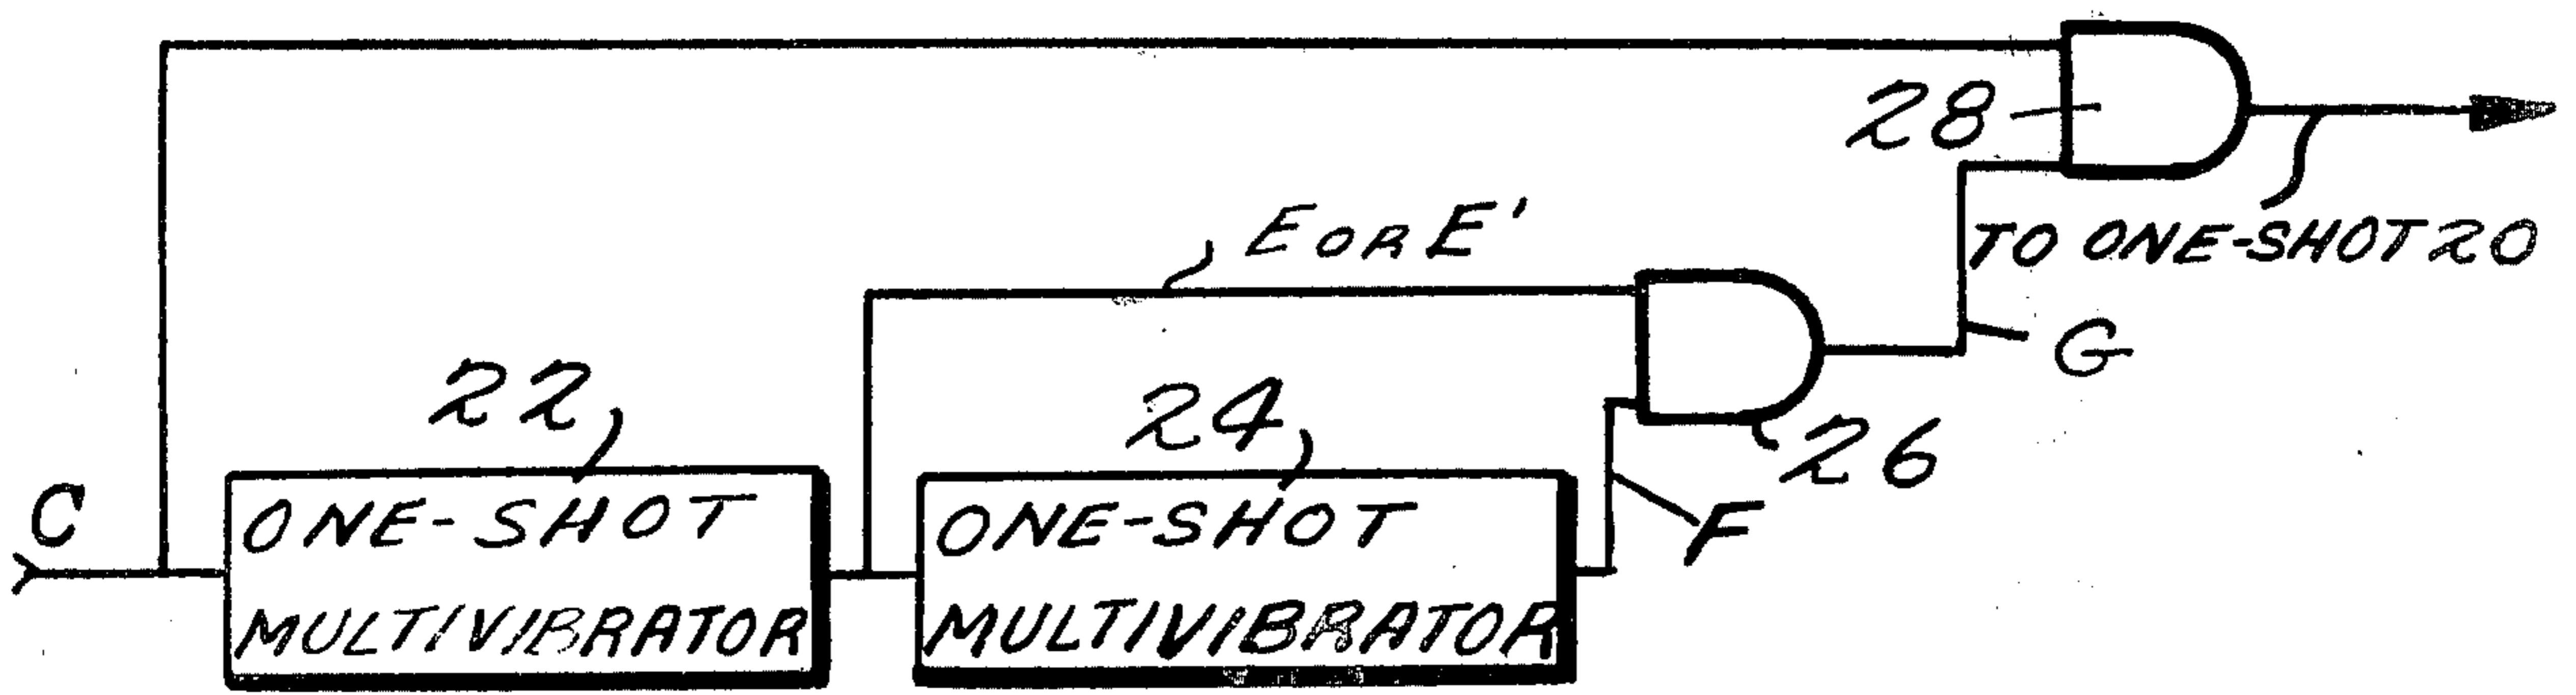 28
TO ONE-SHOT 20
E OR E'
G
22
24
26
C
ONE-SHOT
MULTIVIBRATOR
ONE-SHOT
MULTIVIBRATOR
F